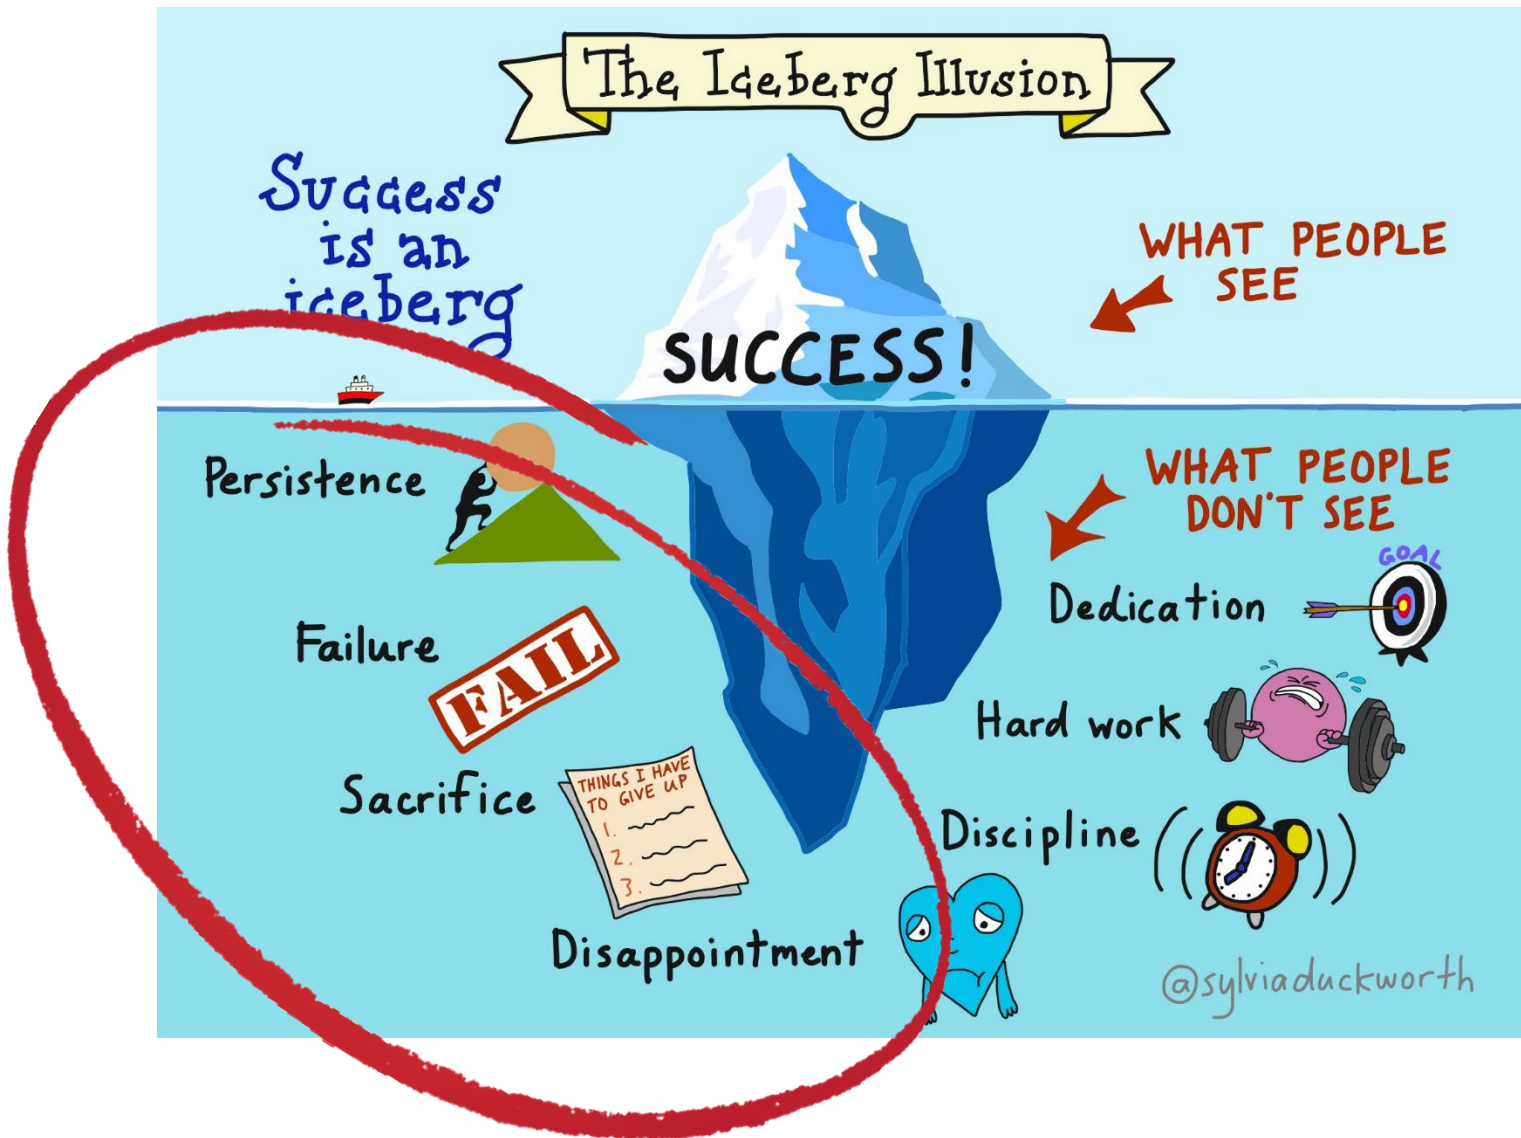 The Iceberg Illusion
Success
is an
iceberg
WHAT PEOPLE
SEE
SUCCESS!
WHAT PEOPLE
DON'T SEE
Persistence
Failure
FAIL
Sacrifice
THINGS I HAVE
TO GIVE UP
1.
2.
3.
Disappointment
GOAL
Dedication
Hard work
Discipline
@sylviaduckworth